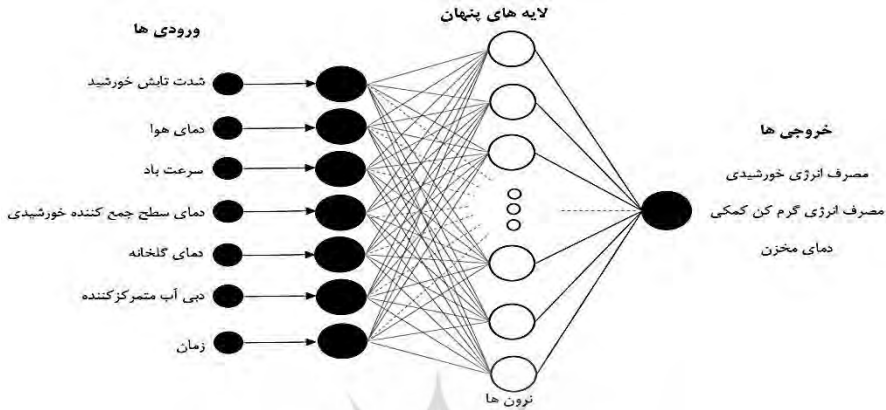 ورودی ها
شدت تابش خورشید
دمای هوا
سرعت باد
دمای سطح جمع کننده خورشیدی
دمای گلخانه
دبی آب متمرکزکننده
زمان
لایه های پنهان
نرون ها
خروجی ها
مصرف انرژی خورشیدی
مصرف انرژی گرم کن کمکی
دمای مخزن